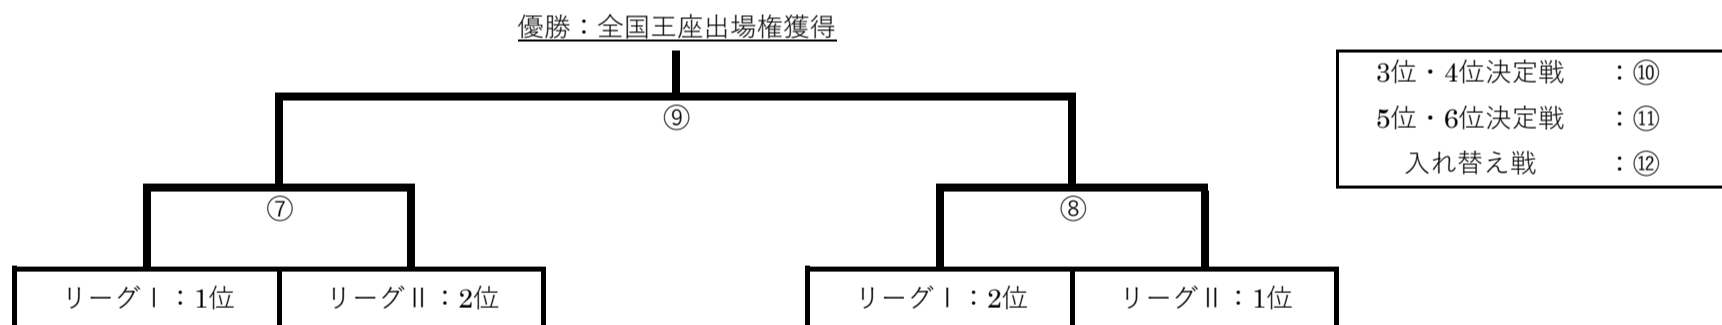 優勝：全国王座出場権獲得
3位・4位決定戦　：⑩
5位・6位決定戦　：⑪
入れ替え戦　：⑫
⑨
⑦
⑧
リーグⅠ：1位
リーグⅡ：2位
リーグⅠ：2位
リーグⅡ：1位